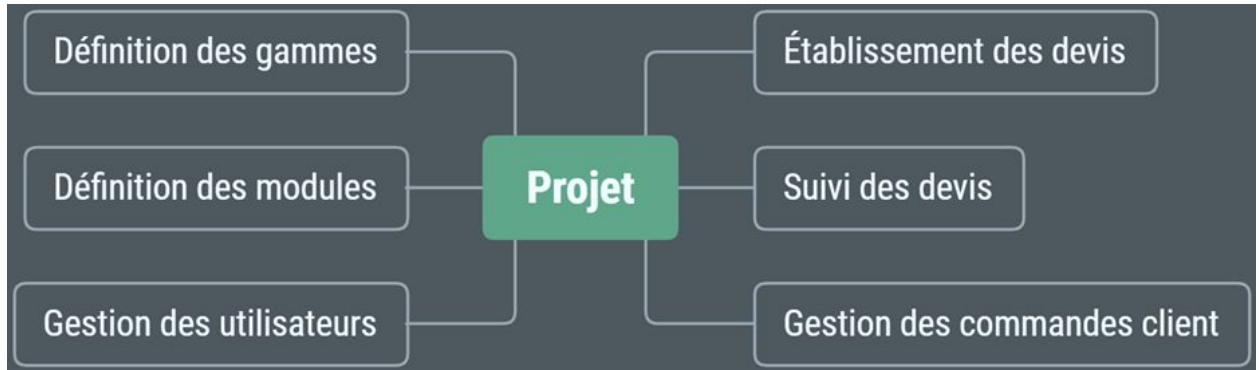 Définition des gammes
Définition des modules
Gestion des utilisateurs
Projet
Établissement des devis
Suivi des devis
Gestion des commandes client